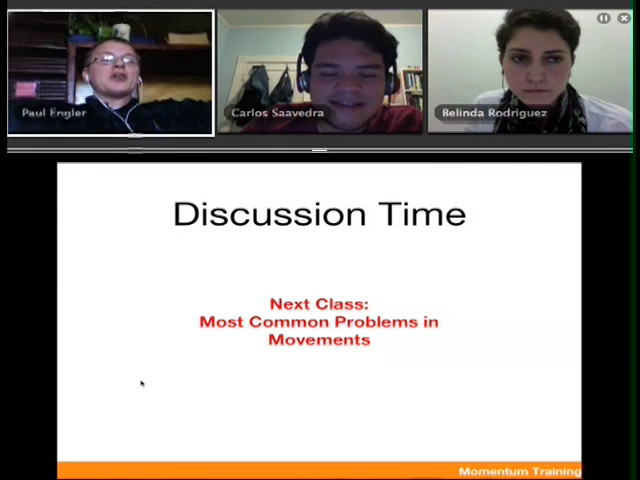 Paul Engler
Carlos Saavedra
Belinda Rodriguez
Discussion Time
Next Class:
Most Common Problems in
Movements
Momentum Training